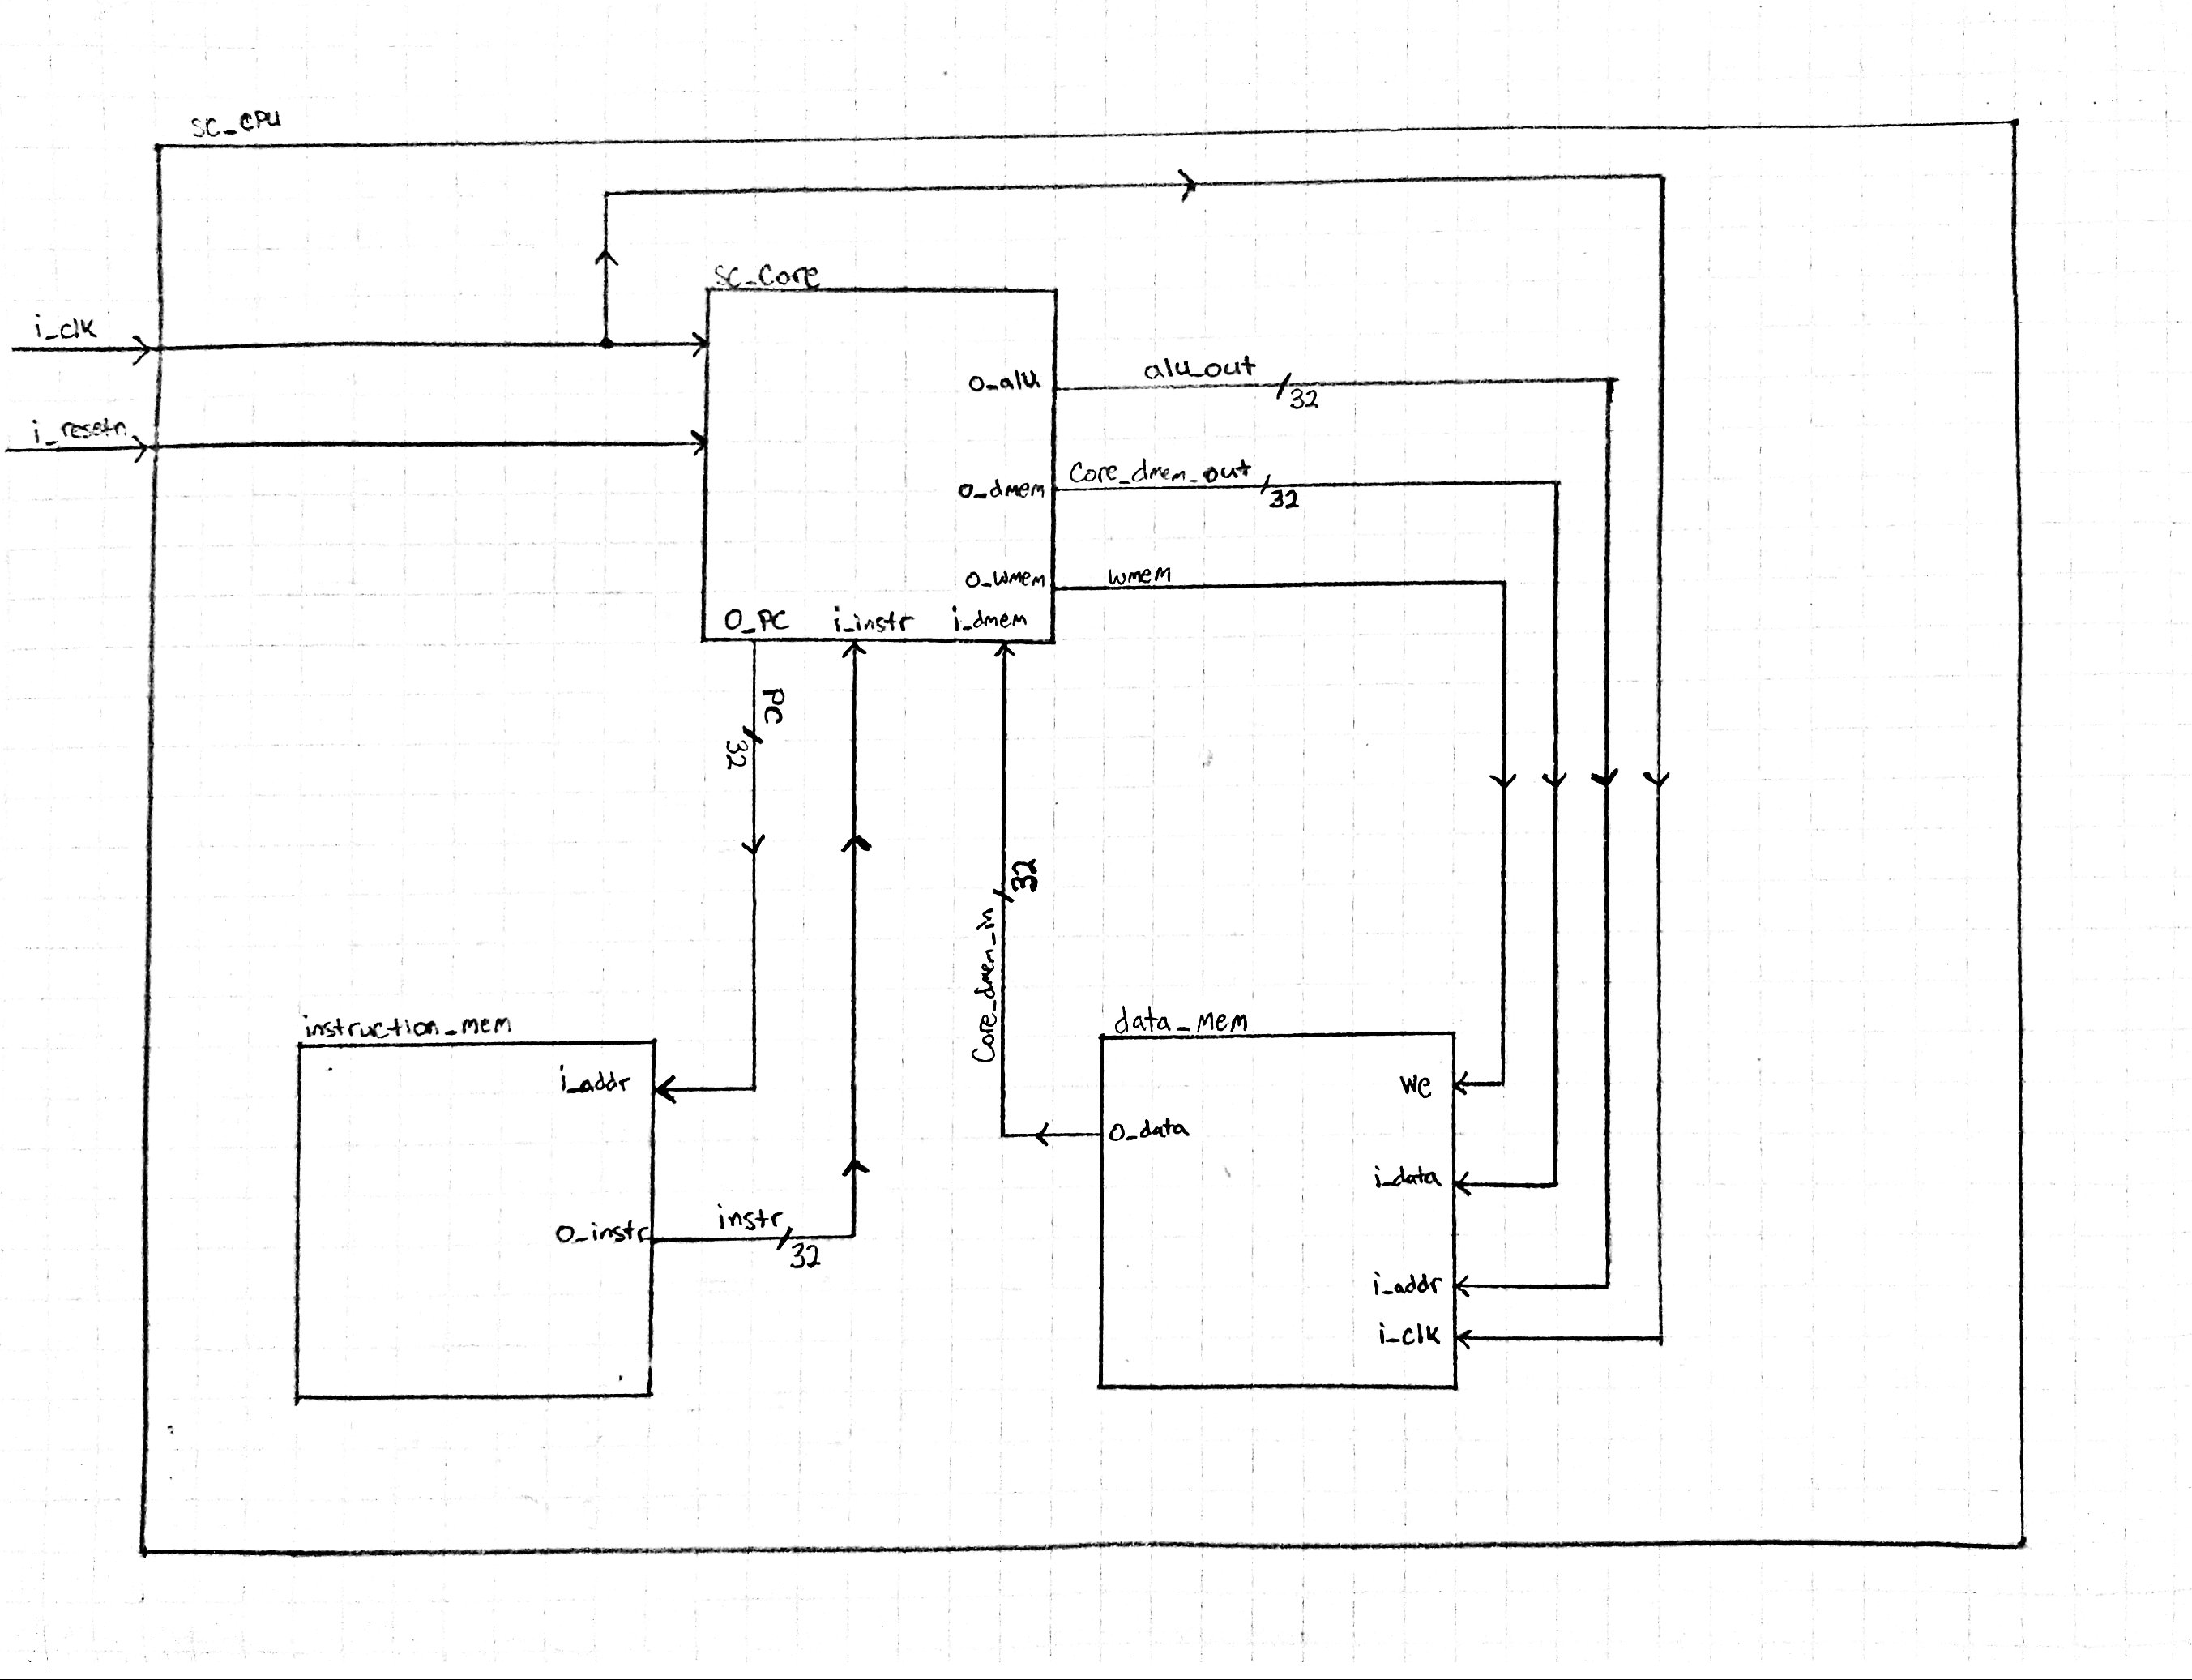 SC_CPU
SC_Core
i_clk
alu_out
O_alu
32
i_resetn
Core_dmem_out
O_dmem
32
O_wmem
wmem
O_PC
i_instr
i_dmem
PC
32
32
Core_dmem_in
instruction_mem
data_mem
i_addr
we
O_data
i_data
O_instr
instr
32
i_addr
i_clk